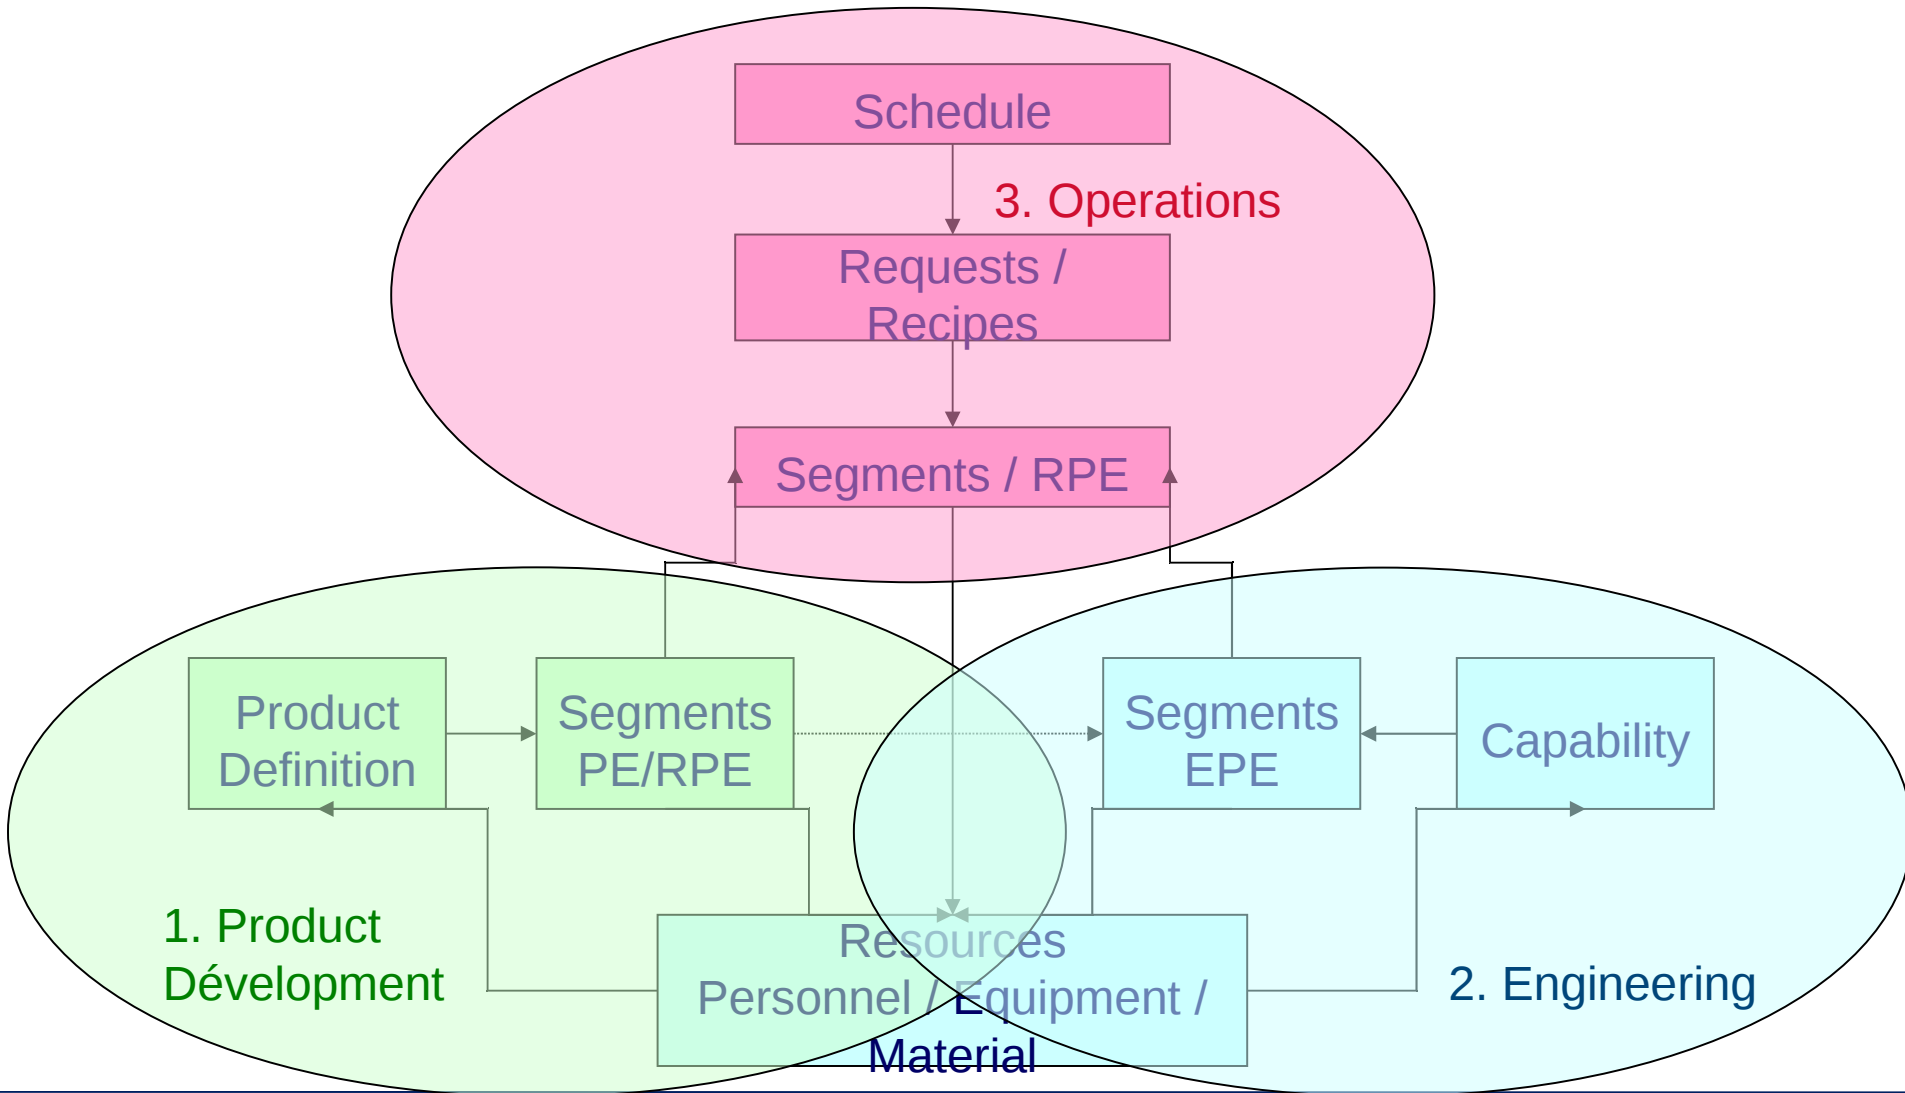 Schedule
3. Operations
Requests /
Recipes
Segments / RPE
Product
Definition
Segments
PE/RPE
Segments
EPE
Capability
1. Product
Dévelopment
Resources
Personnel / Equipment /
Material
2. Engineering